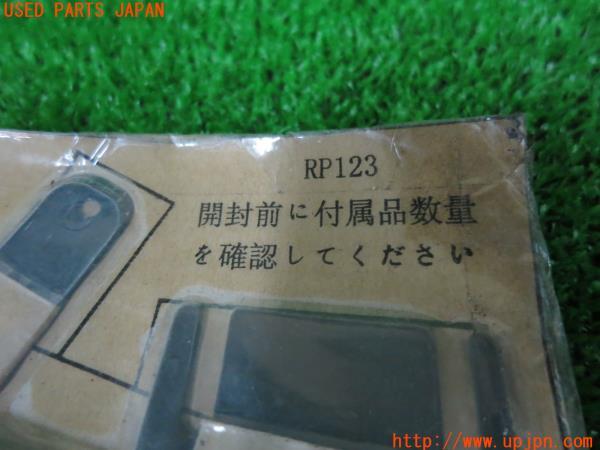 USED PARTS JAPAN
RP123
開封前に付属品数量
を確認してください
http://www.upjpn.com/